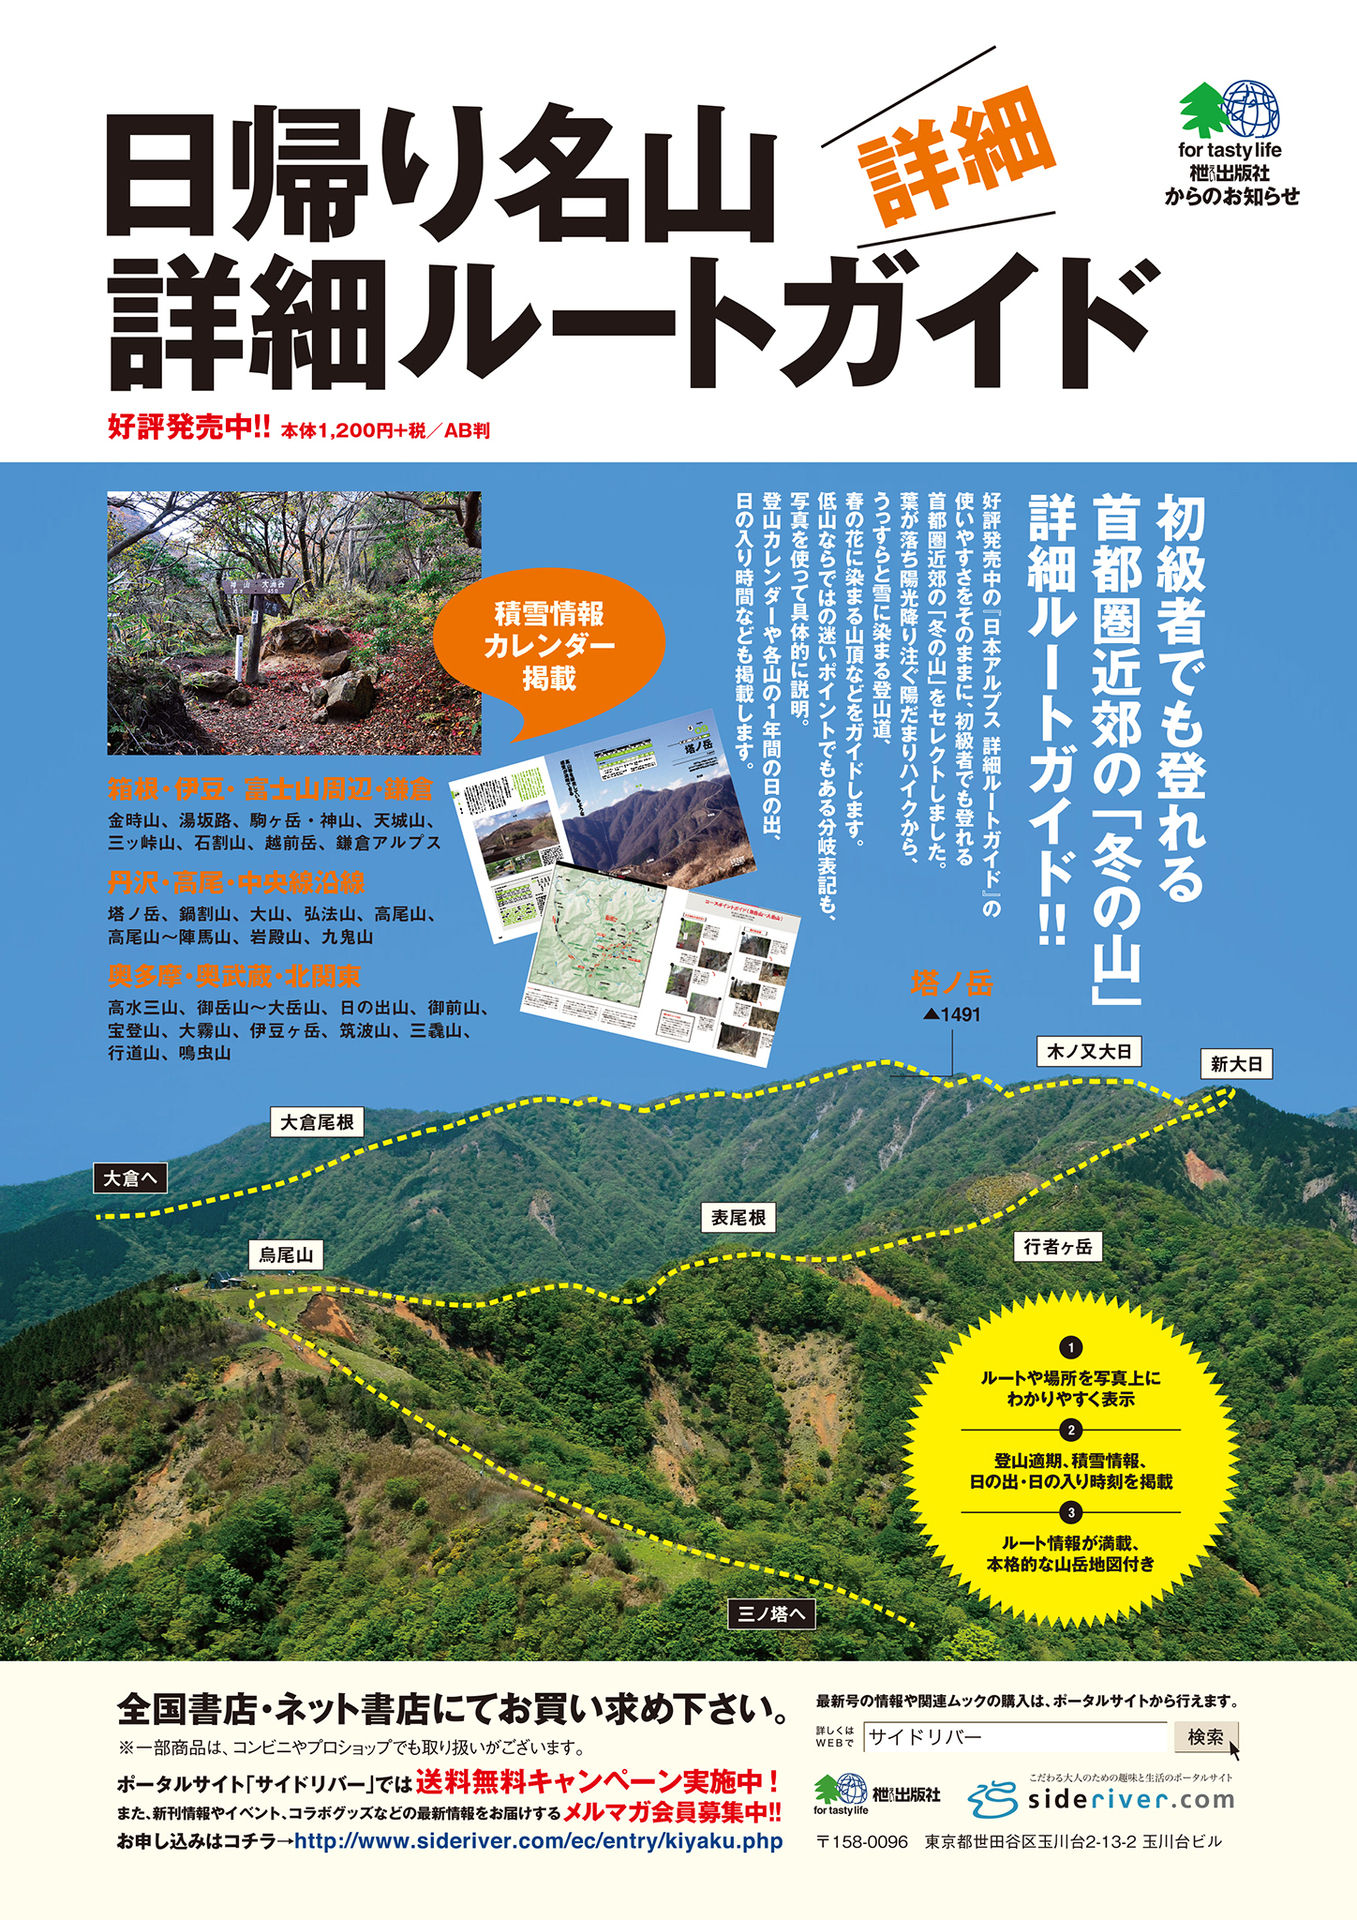 日帰り名山
詳細
詳細ルートガイド
for tasty life
枻出版社
からのお知らせ
好評発売中!! 本体1,200円+税／AB判
初級者でも登れる
首都圏近郊の「冬の山」
詳細ルートガイド!!
好評発売中の『日本アルプス 詳細ルートガイド』の
使いやすさをそのままに、初級者でも登れる
首都圏近郊の「冬の山」をセレクトしました。
葉が落ち陽光降り注ぐ陽だまりハイクから、
うっすらと雪に染まる登山道、
春の花に染まる山頂などをガイドします。
低山ならではの迷いポイントでもある分岐表記も、
写真を使って具体的に説明。
登山カレンダーや各山の1年間の日の出、
日の入り時間なども掲載します。
積雪情報
カレンダー
掲載
塔ノ岳
コースポイントガイド
箱根・伊豆・富士山周辺・鎌倉
金時山、湯坂路、駒ヶ岳・神山、天城山、
三ッ峠山、石割山、越前岳、鎌倉アルプス
丹沢・高尾・中央線沿線
塔ノ岳、鍋割山、大山、弘法山、高尾山、
高尾山〜陣馬山、岩殿山、九鬼山
奥多摩・奥武蔵・北関東
高水三山、御岳山〜大岳山、日の出山、御前山、
宝登山、大霧山、伊豆ヶ岳、筑波山、三毳山、
行道山、鳴虫山
塔ノ岳
▲1491
木ノ又大日
新大日
大倉尾根
大倉へ
表尾根
行者ヶ岳
烏尾山
三ノ塔へ
1
ルートや場所を写真上に
わかりやすく表示
2
登山適期、積雪情報、
日の出・日の入り時刻を掲載
3
ルート情報が満載、
本格的な山岳地図付き
全国書店・ネット書店にてお買い求め下さい。
※一部商品は、コンビニやプロショップでも取り扱いがございます。
ポータルサイト「サイドリバー」では送料無料キャンペーン実施中！
また、新刊情報やイベント、コラボグッズなどの最新情報をお届けするメルマガ会員募集中!!
お申し込みはコチラ→http://www.sideriver.com/ec/entry/kiyaku.php
最新号の情報や関連ムックの購入は、ポータルサイトから行えます。
詳しくは
WEBで
サイドリバー
検索
for tasty life
枻出版社
こだわる大人のための趣味と生活のポータルサイト
sideriver.com
〒158-0096 東京都世田谷区玉川台2-13-2 玉川台ビル